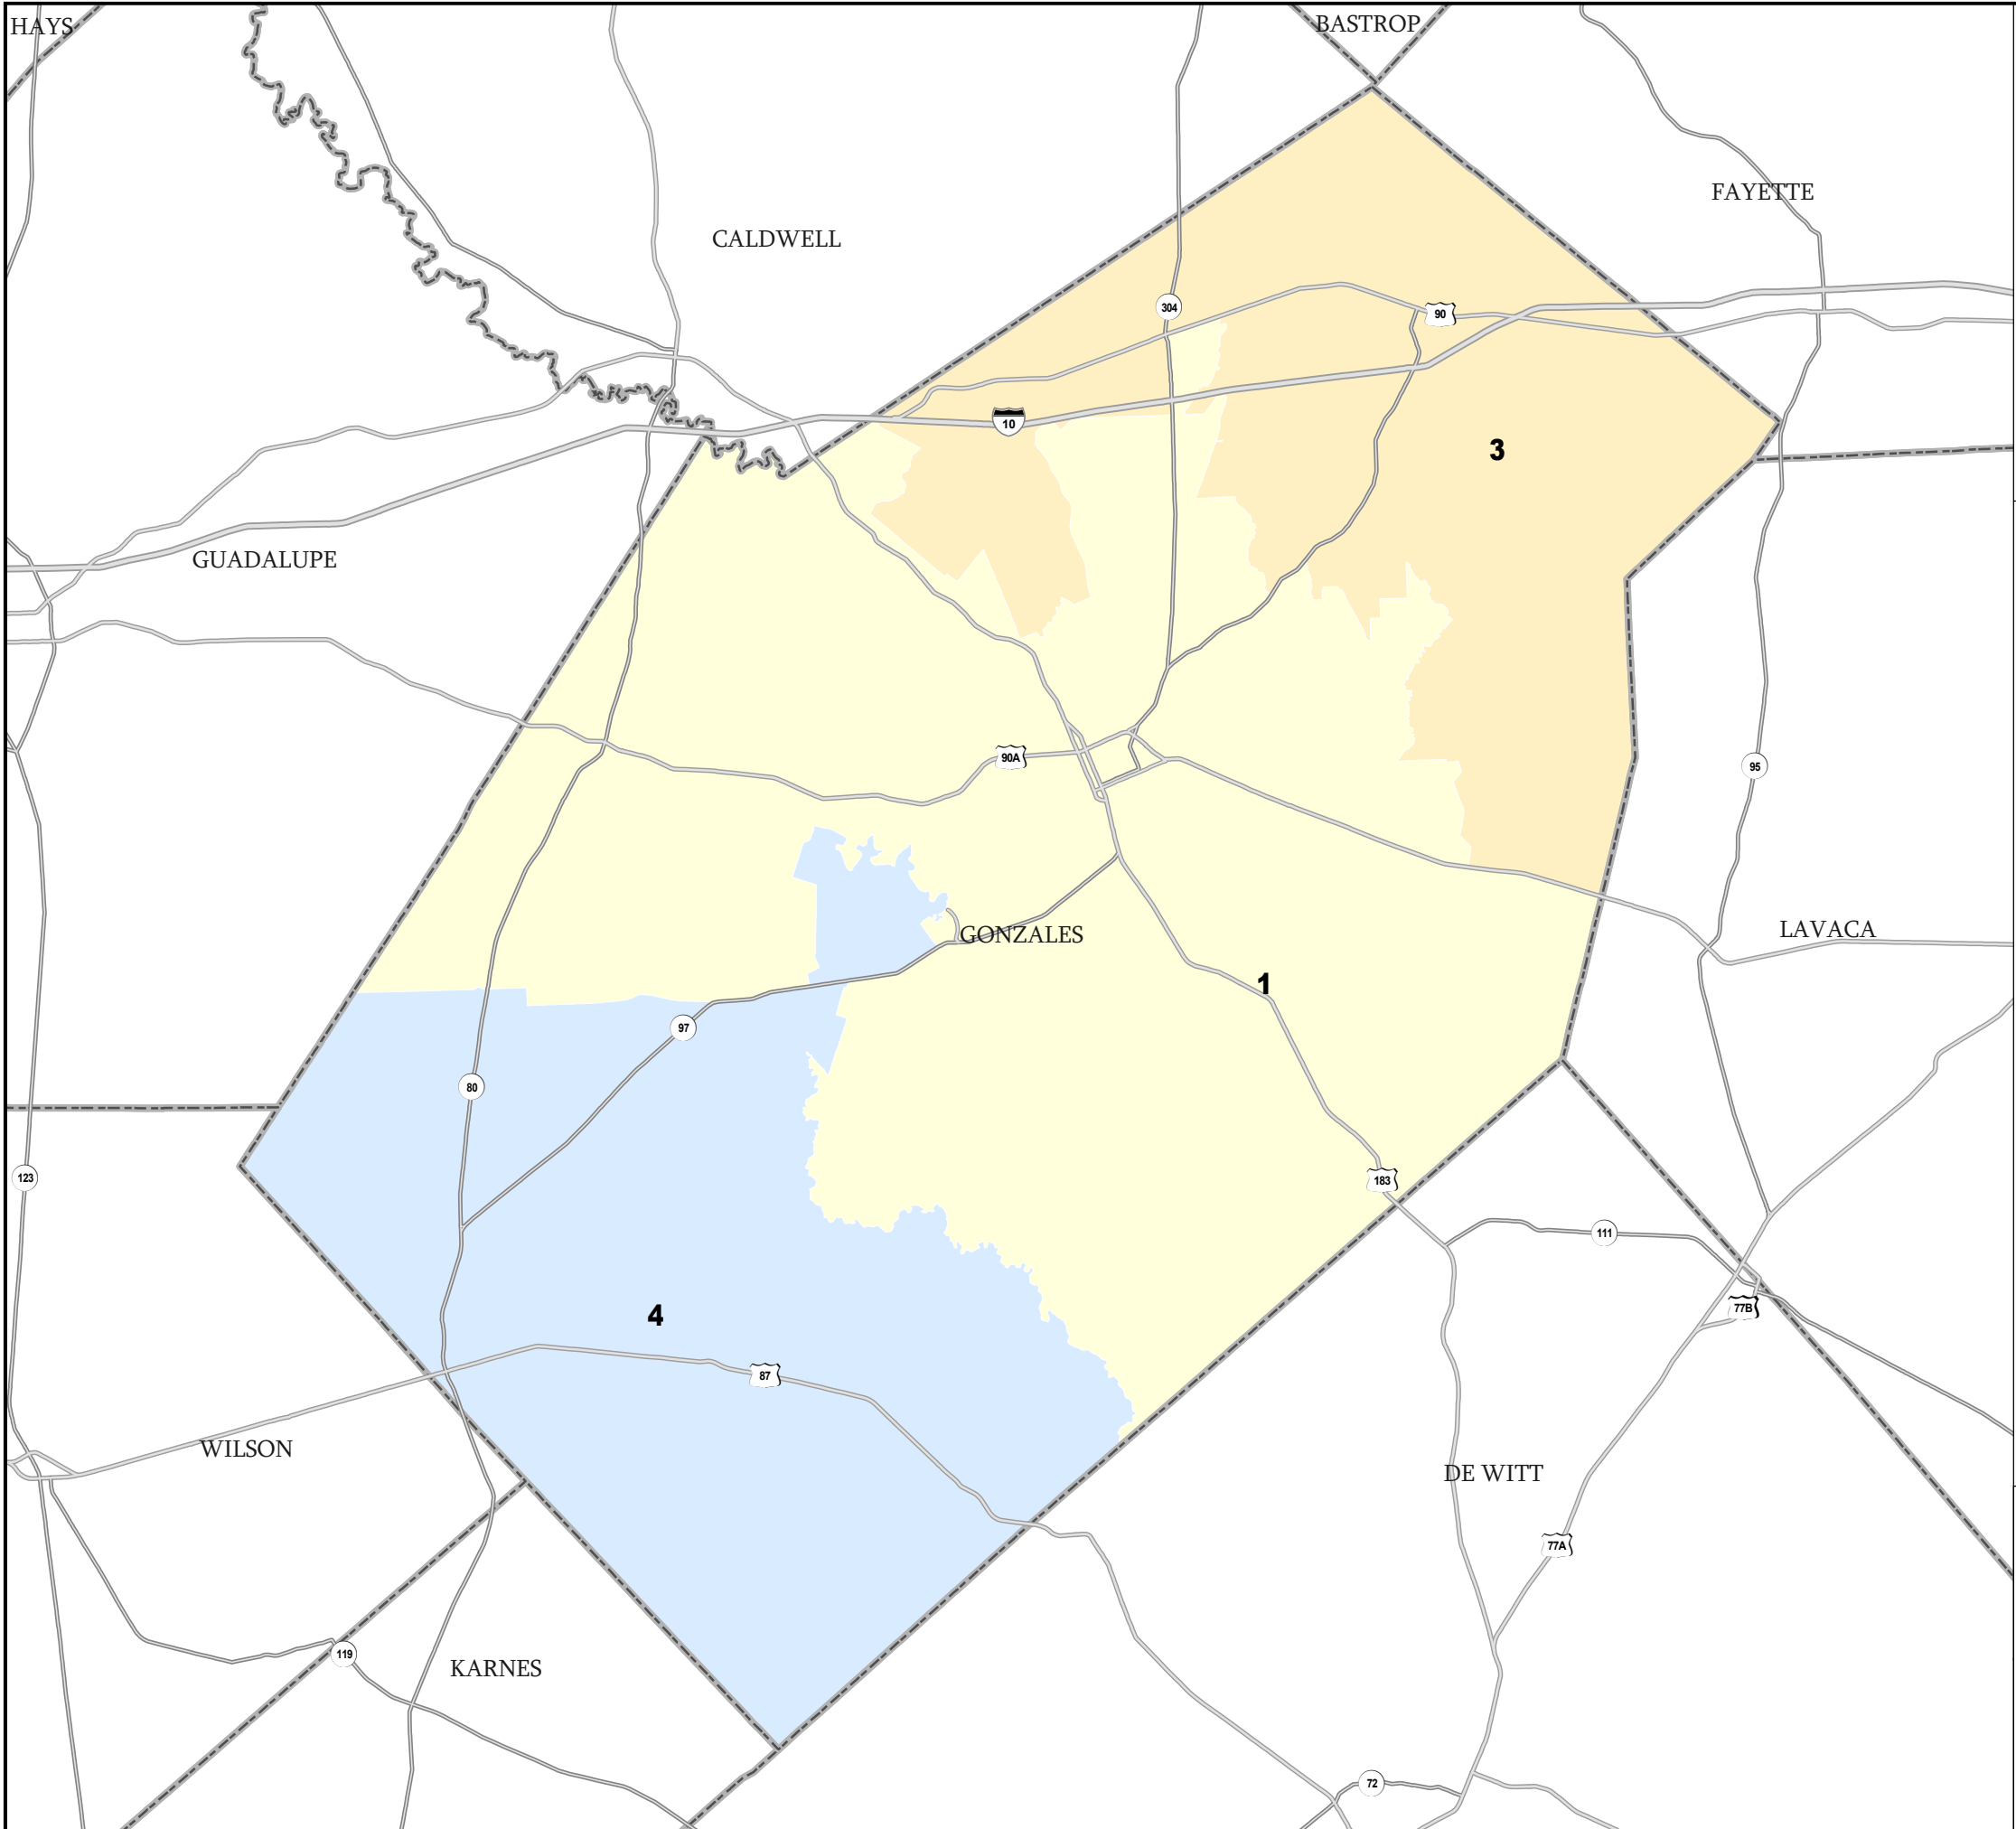 HAYS
BASTROP
FAYETTE
CALDWELL
304
90
10
3
GUADALUPE
90A
95
LAVACA
GONZALES
1
97
80
123
183
111
77B
4
87
WILSON
DE WITT
77A
119
KARNES
72